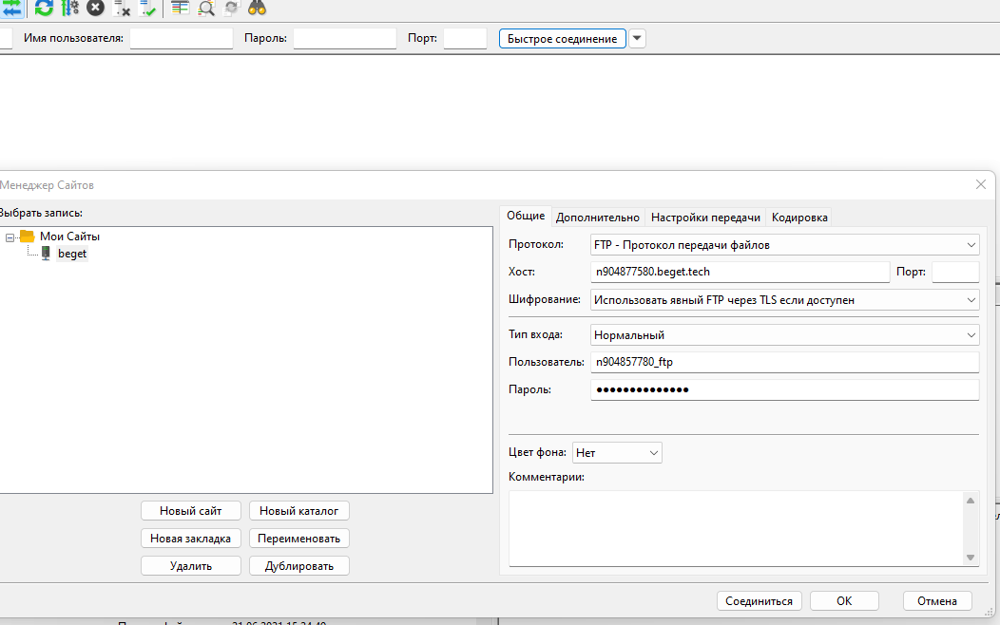 Имя пользователя:
Пароль:
Порт:
Быстрое соединение
Менеджер Сайтов
Выбрать запись:
Мои Сайты
beget
Новый сайт
Новый каталог
Новая закладка
Переименовать
Удалить
Дублировать
Общие
Дополнительно
Настройки передачи
Кодировка
Протокол:
FTP - Протокол передачи файлов
Хост:
n904877580.beget.tech
Порт:
Шифрование:
Использовать явный FTP через TLS если доступен
Тип входа:
Нормальный
Пользователь:
n904857780_ftp
Пароль:
Цвет фона:
Нет
Комментарии:
Соединиться
OK
Отмена